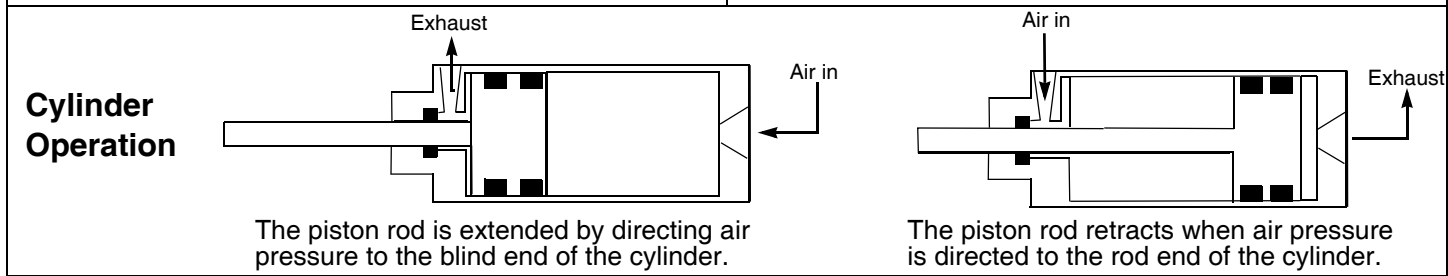 Cylinder
Operation
Exhaust
Air in
The piston rod is extended by directing air
pressure to the blind end of the cylinder.
Air in
Exhaust
The piston rod retracts when air pressure
is directed to the rod end of the cylinder.